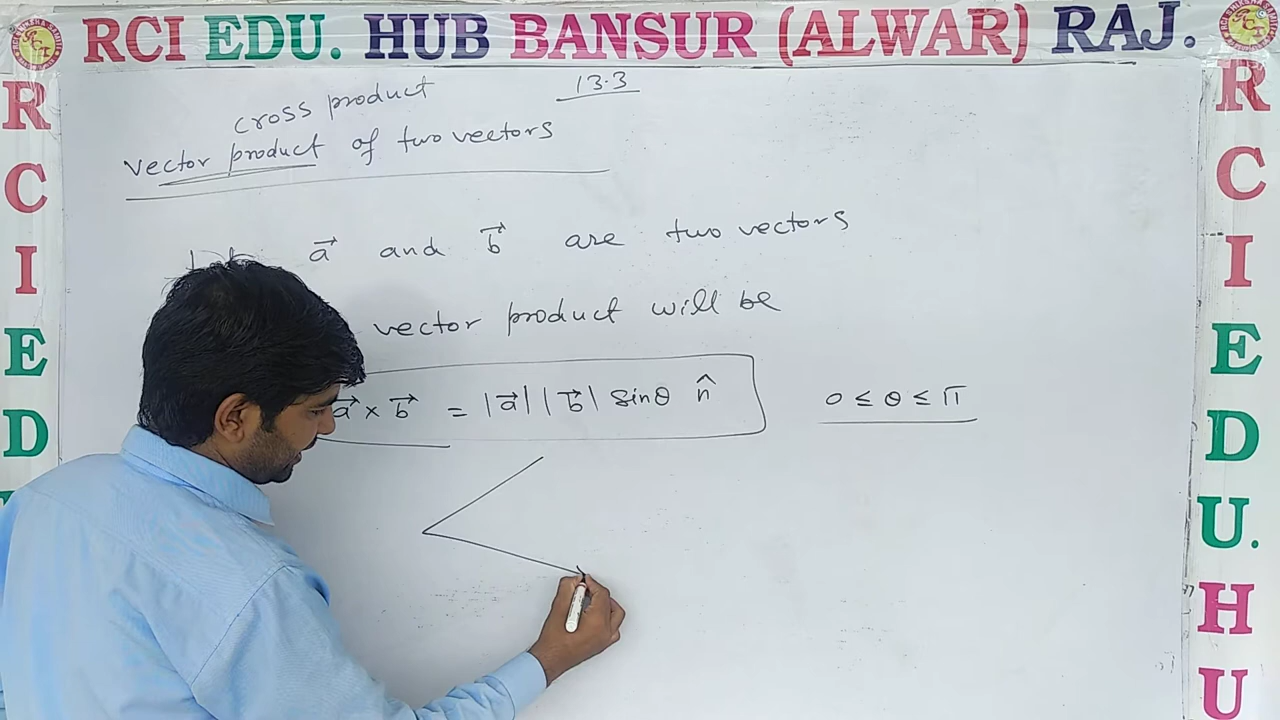 RCI EDU. HUB BANSUR (ALWAR) RAJ.
R
C
I
E
D
cross product
13.3
vector product of two vectors
a⃗ and b⃗ are two vectors
vector product will be
a⃗ × b⃗ = |a⃗| |b⃗| sinθ n̂
0 ≤ θ ≤ π
R
C
I
E
D
U.
H
U